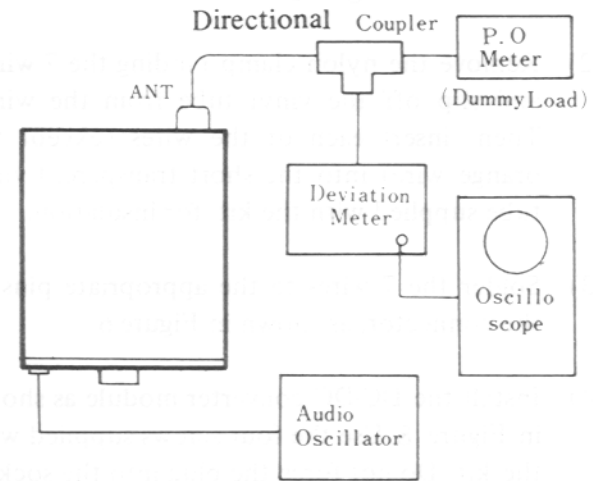 Directional Coupler
P.O
Meter
(Dummy Load)
ANT
Deviation
Meter
Oscillo
scope
Audio
Oscillator